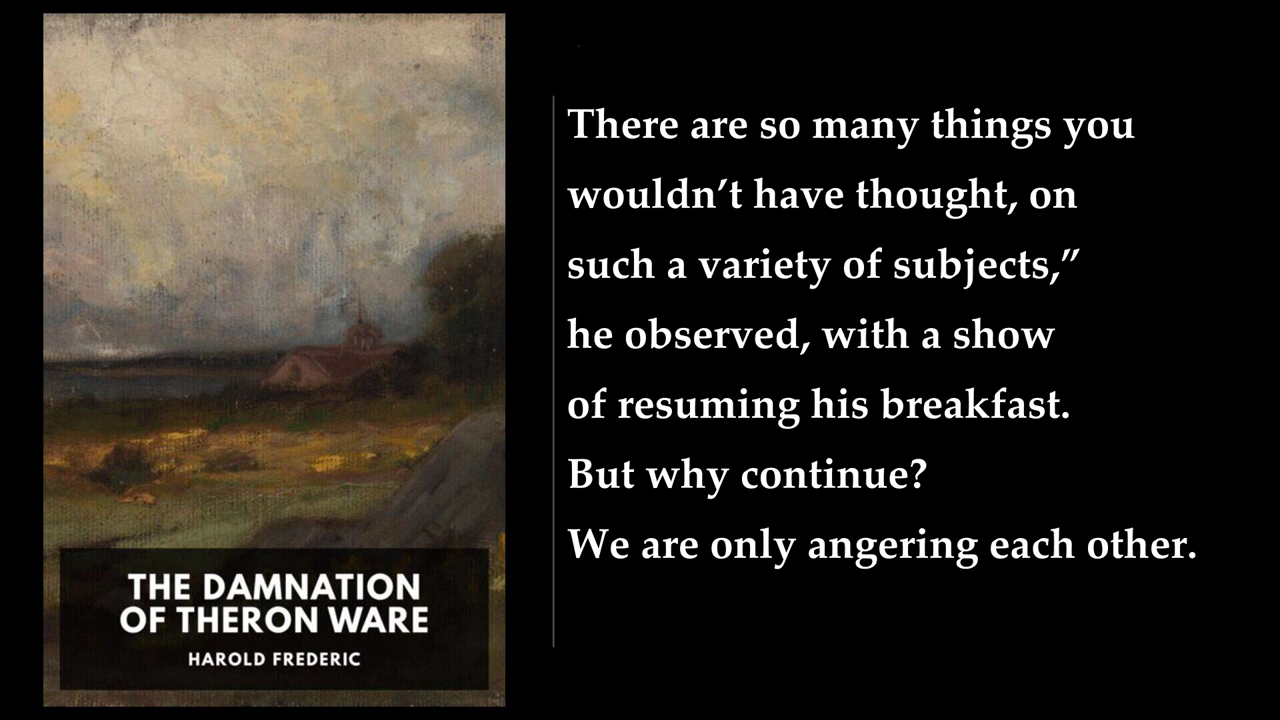 There are so many things you
wouldn’t have thought, on
such a variety of subjects,”
he observed, with a show
of resuming his breakfast.
But why continue?
We are only angering each other.
THE DAMNATION
OF THERON WARE
HAROLD FREDERIC